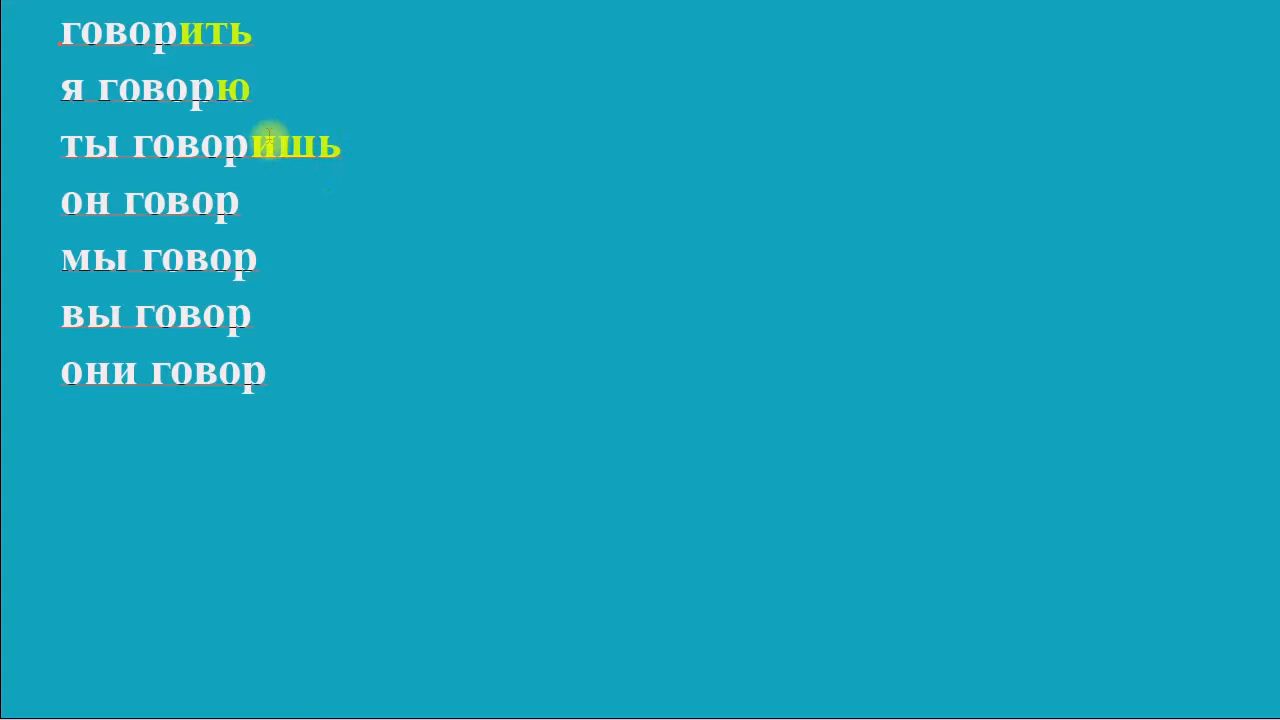 говорить
я говорю
ты говоришь
он говор
мы говор
вы говор
они говор